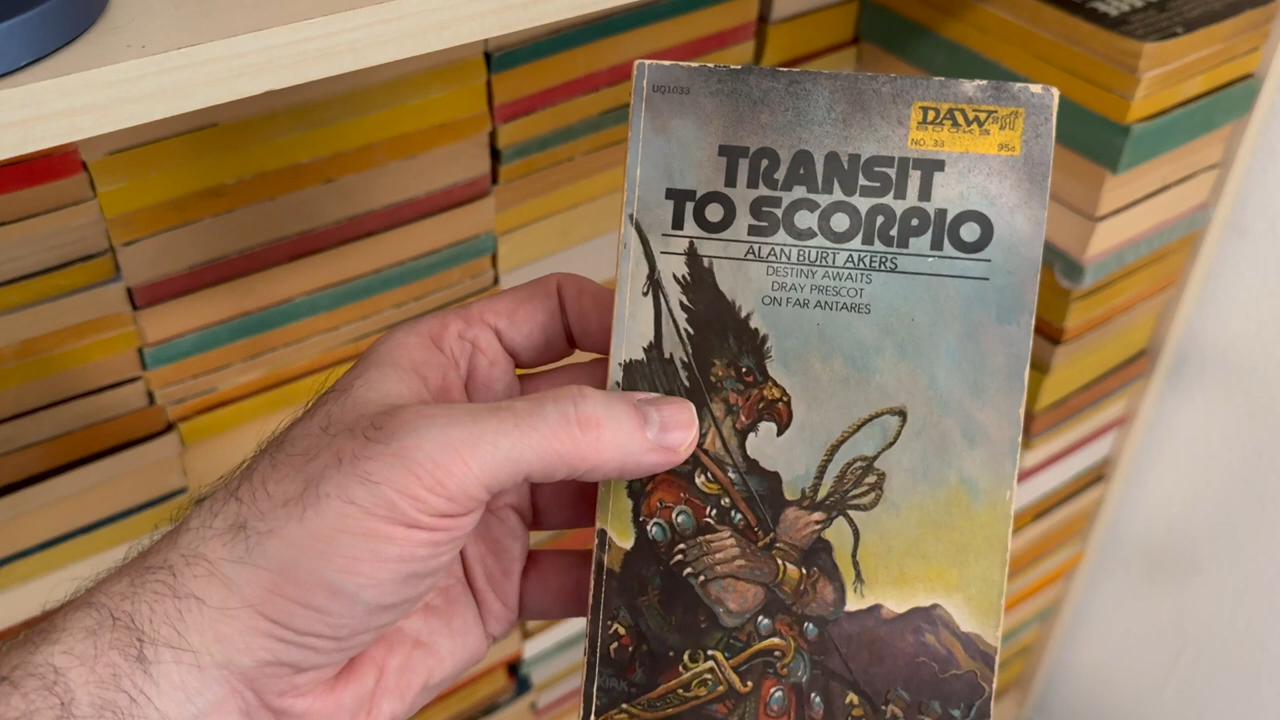 UQ1033
DAW=sf
BOOKS
NO. 33 95¢
TRANSIT
TO SCORPIO
ALAN BURT AKERS
DESTINY AWAITS
DRAY PRESCOT
ON FAR ANTARES
KIRK